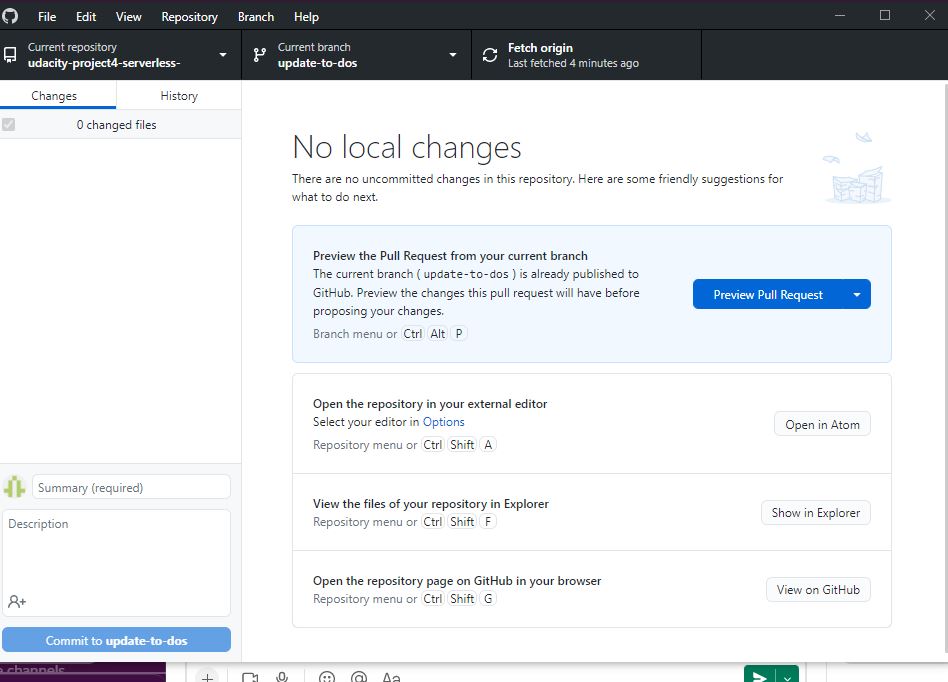 File Edit View Repository Branch Help
Current repository
udacity-project4-serverless-
Current branch
update-to-dos
Fetch origin
Last fetched 4 minutes ago
Changes
History
0 changed files
No local changes
There are no uncommitted changes in this repository. Here are some friendly suggestions for
what to do next.
Preview the Pull Request from your current branch
The current branch ( update-to-dos ) is already published to
GitHub. Preview the changes this pull request will have before
proposing your changes.
Branch menu or Ctrl Alt P
Preview Pull Request
Open the repository in your external editor
Select your editor in Options
Repository menu or Ctrl Shift A
Open in Atom
View the files of your repository in Explorer
Repository menu or Ctrl Shift F
Show in Explorer
Open the repository page on GitHub in your browser
Repository menu or Ctrl Shift G
View on GitHub
Summary (required)
Description
Commit to update-to-dos
channels
Aa